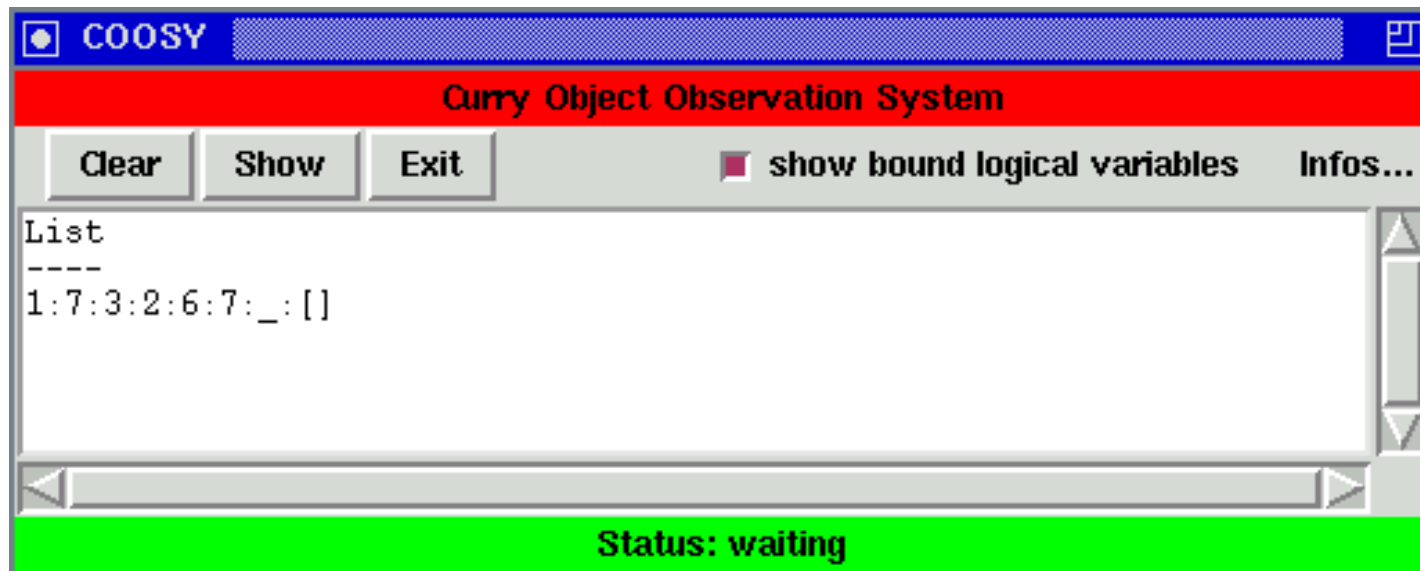 COOSY
Curry Object Observation System
Clear Show Exit show bound logical variables Infos...
List
----
1:7:3:2:6:7:_:[]
Status: waiting